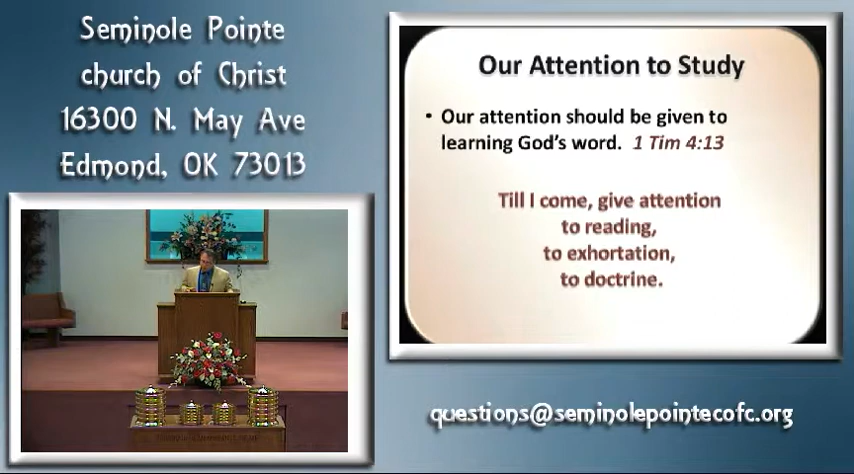 Seminole Pointe
church of Christ
16300 N. May Ave
Edmond, OK 73013
Our Attention to Study
• Our attention should be given to
learning God's word. 1 Tim 4:13
Till I come, give attention
to reading,
to exhortation,
to doctrine.
questions@seminolepointecofc.org